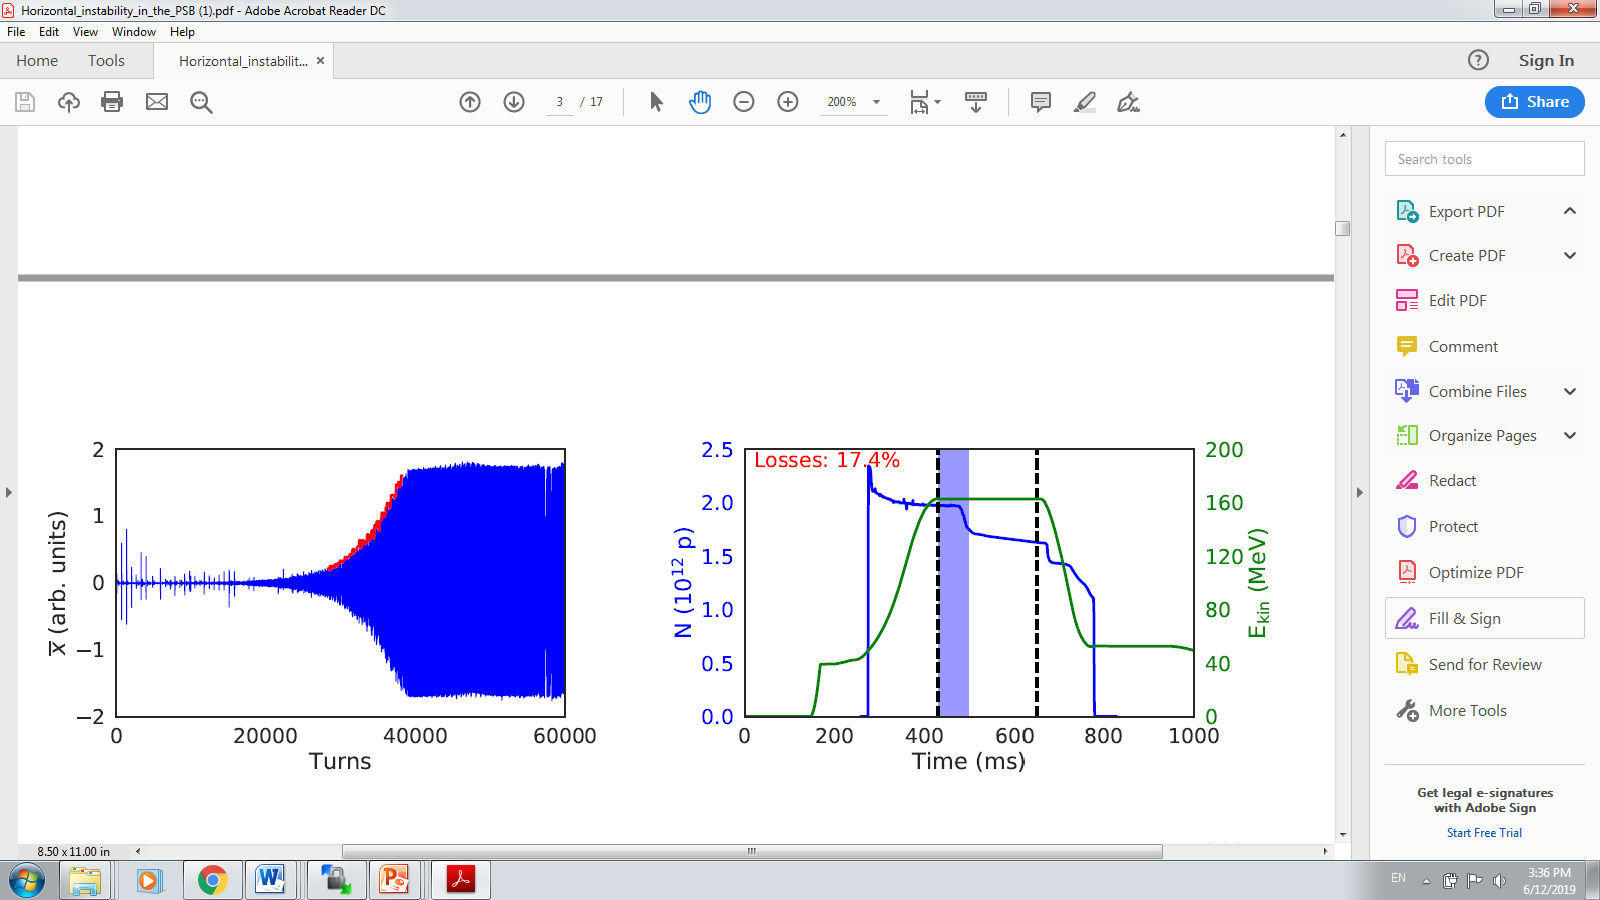 Horizontal_instability_in_the_PSB (1).pdf - Adobe Acrobat Reader DC
File Edit View Window Help
Home Tools Horizontal_instabilit... × Sign In
3 / 17 200% Share
Search tools
Export PDF
Create PDF
Edit PDF
Comment
Combine Files
Organize Pages
Redact
Protect
Optimize PDF
Fill & Sign
Send for Review
More Tools
Get legal e-signatures
with Adobe Sign
Start Free Trial
2
1
0
−1
−2
x̅ (arb. units)
0 20000 40000 60000
Turns
Losses: 17.4%
2.5
2.0
1.5
1.0
0.5
0.0
N (10¹² p)
200
160
120
80
40
0
Eₖᵢₙ (MeV)
0 200 400 600 800 1000
Time (ms)
8.50 x 11.00 in
EN
3:36 PM
6/12/2019